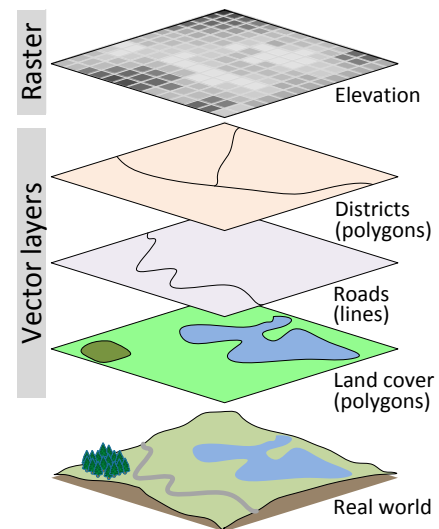 Raster
Elevation
Vector layers
Districts
(polygons)
Roads
(lines)
Land cover
(polygons)
Real world